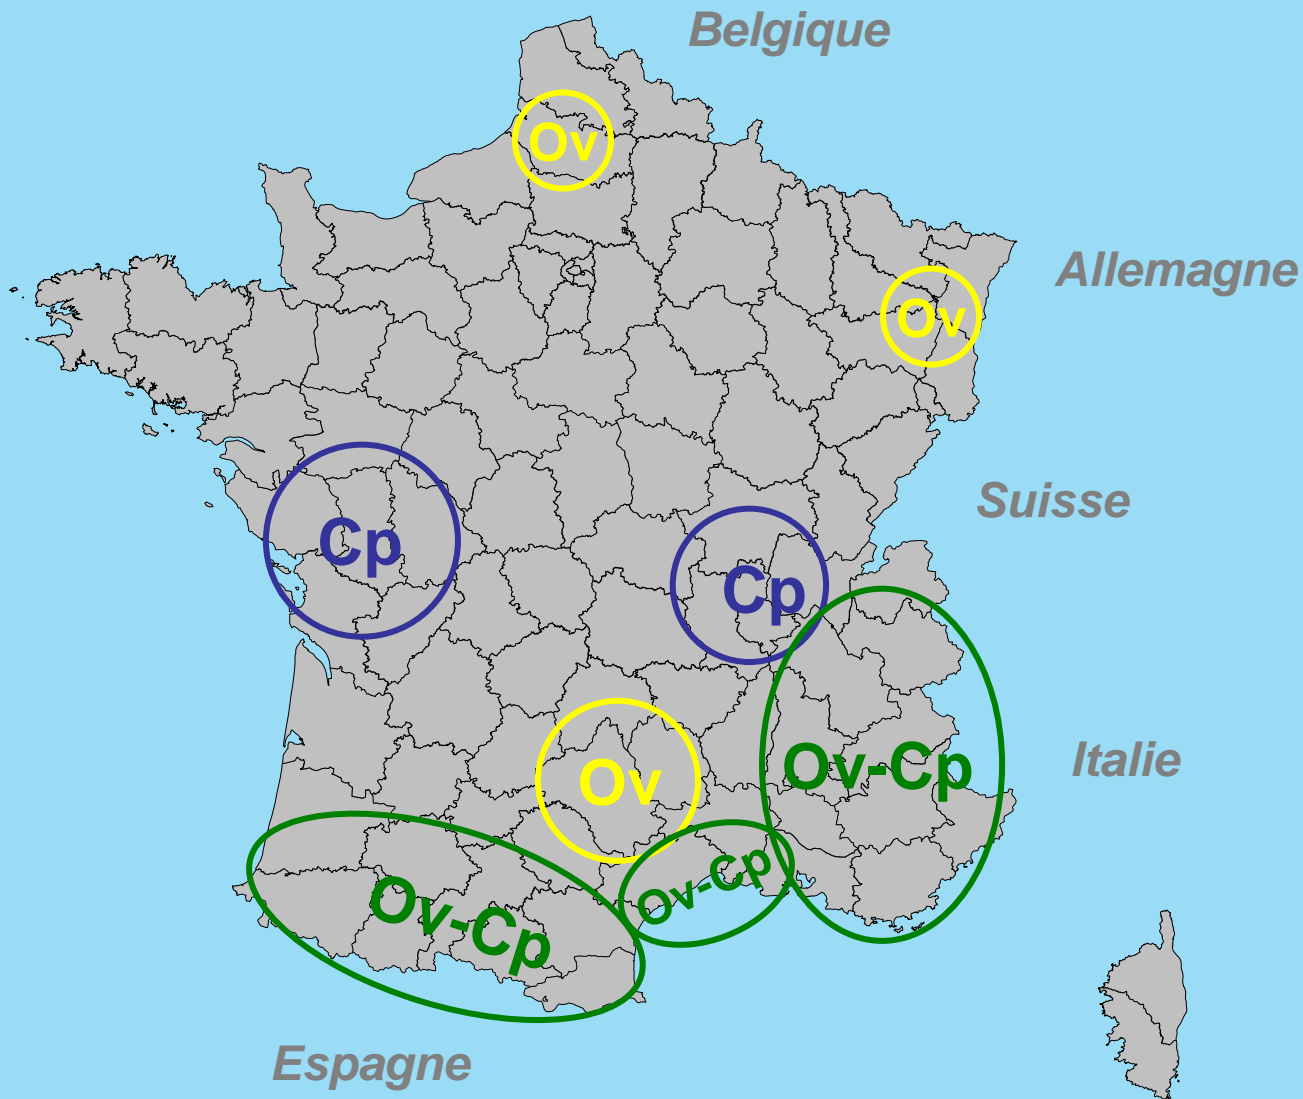 Belgique
Ov
Allemagne
Ov
Suisse
Cp
Cp
Italie
Ov-Cp
Ov
Ov-Cp
Ov-Cp
Espagne